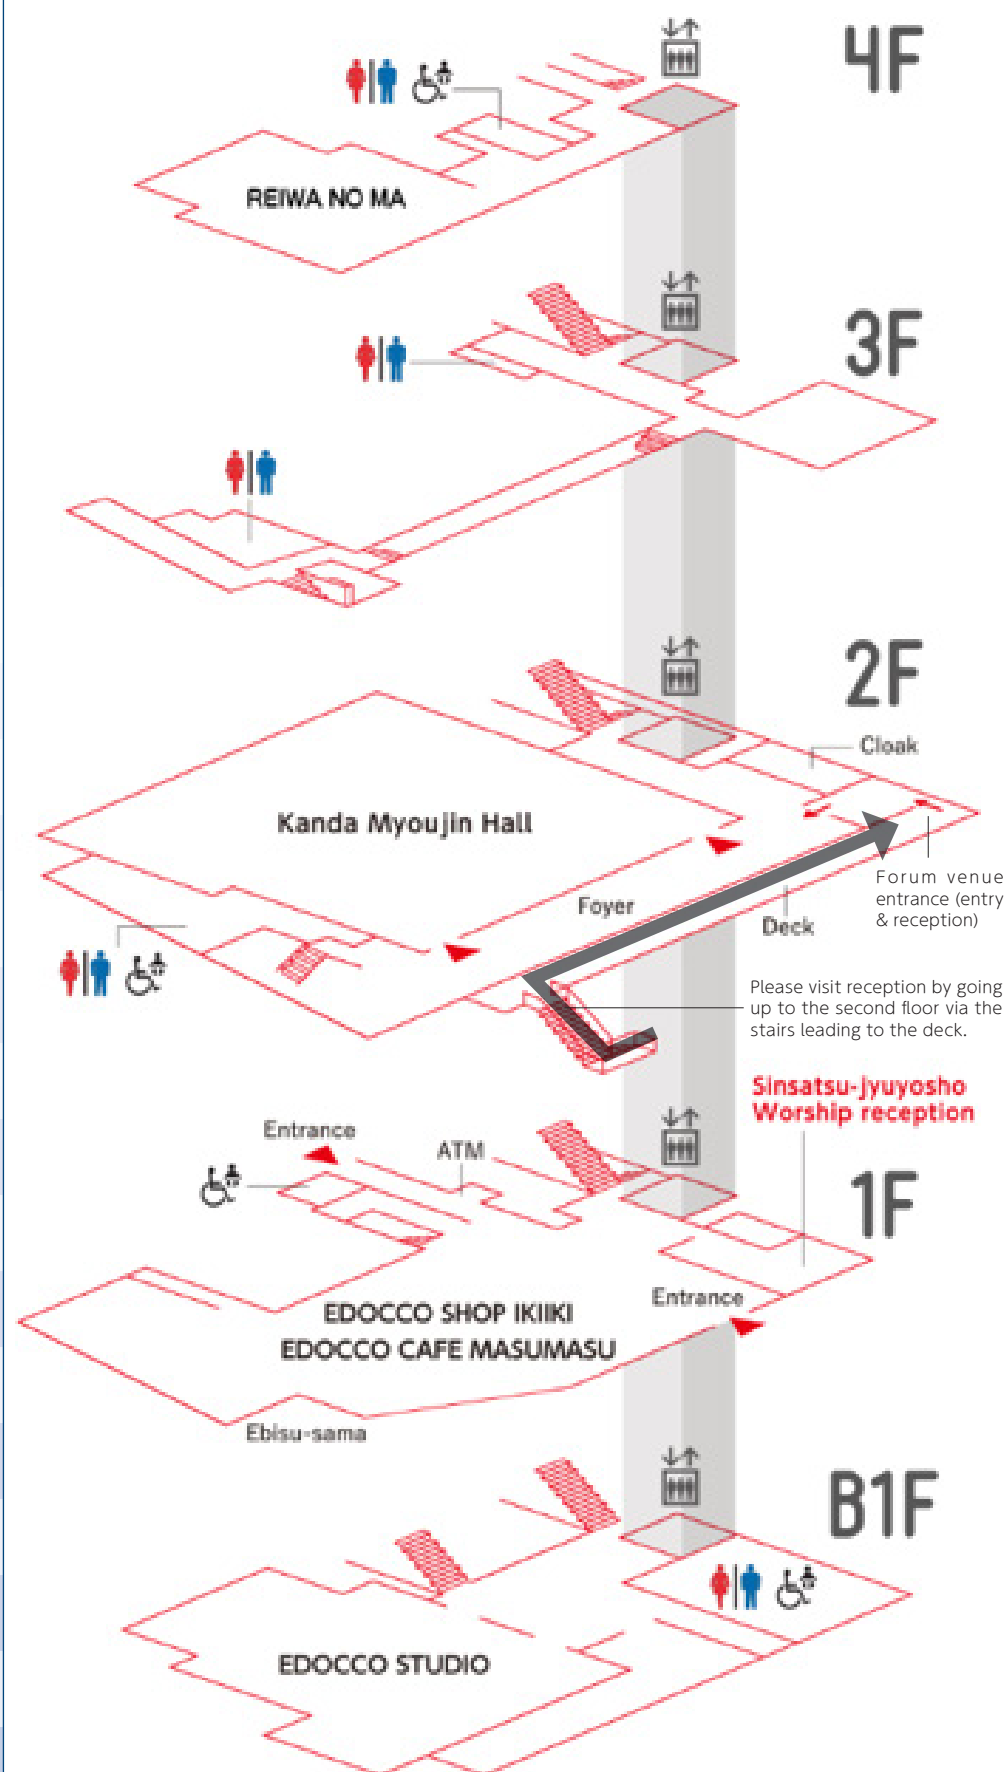 4F
REIWA NO MA
3F
2F
Cloak
Kanda Myoujin Hall
Forum venue
entrance (entry
& reception)
Foyer
Deck
Please visit reception by going
up to the second floor via the
stairs leading to the deck.
Sinsatsu-jyuyosho
Worship reception
Entrance
ATM
1F
Entrance
EDOCCO SHOP IKIIKI
EDOCCO CAFE MASUMASU
Ebisu-sama
B1F
EDOCCO STUDIO